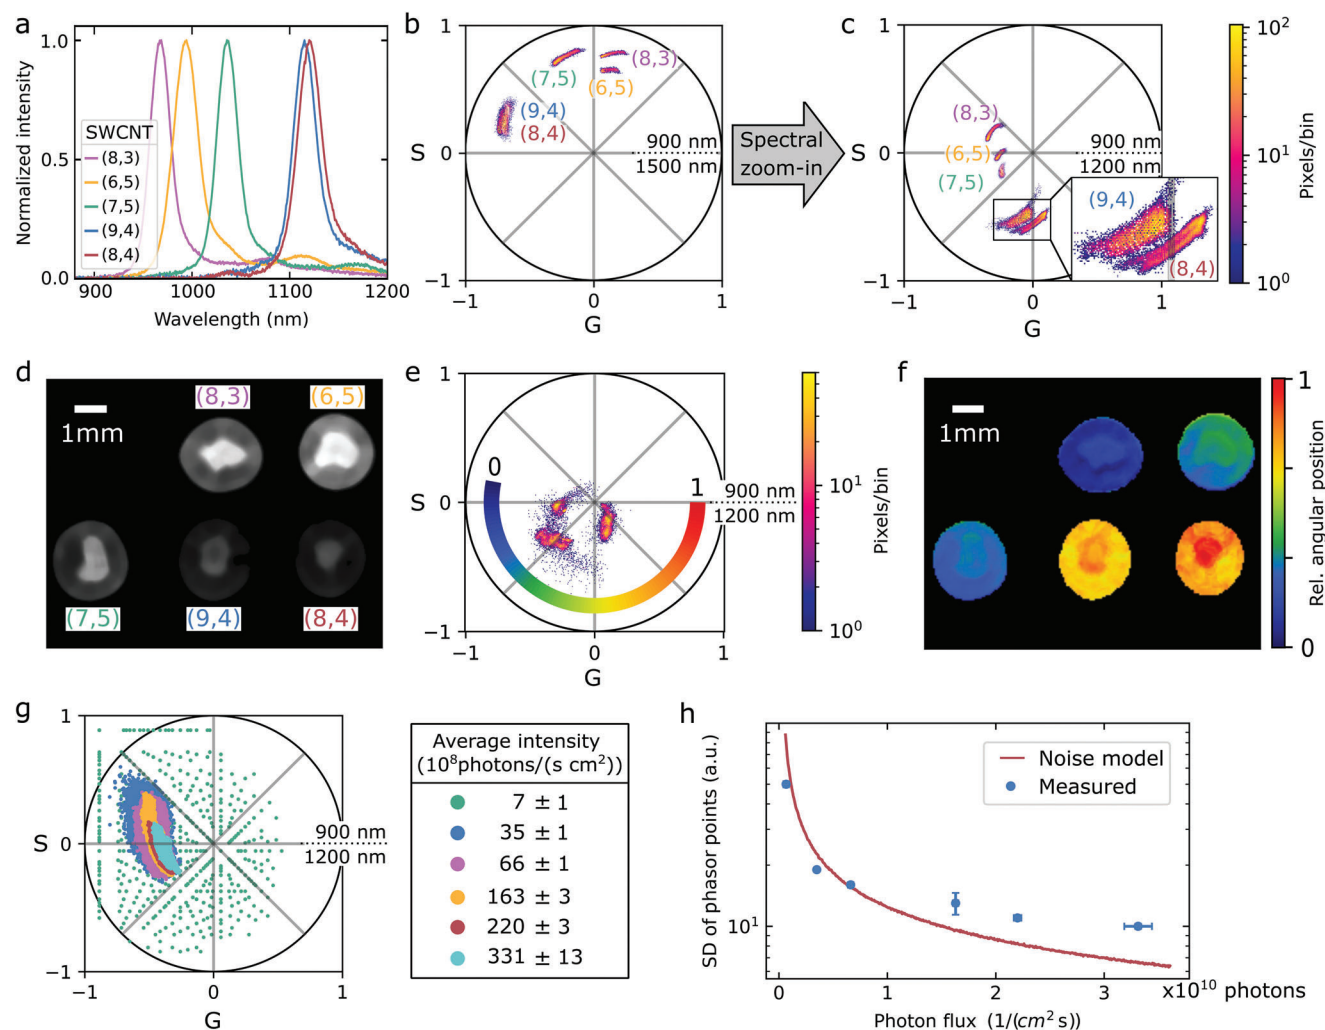 a
Normalized intensity
1.0
0.5
0.0
SWCNT
(8,3)
(6,5)
(7,5)
(9,4)
(8,4)
900
1000
1100
1200
Wavelength (nm)
b
1
S
0
−1
(7,5)
(8,3)
(6,5)
(9,4)
(8,4)
900 nm
1500 nm
−1
0
1
G
Spectral
zoom-in
c
1
S
0
−1
(8,3)
(6,5)
(7,5)
900 nm
1200 nm
(9,4)
(8,4)
−1
0
1
G
10²
10¹
10⁰
Pixels/bin
d
(8,3)
(6,5)
1mm
(7,5)
(9,4)
(8,4)
e
1
S
0
−1
0
1
900 nm
1200 nm
−1
0
1
G
10¹
10⁰
Pixels/bin
f
1mm
1
0
Rel. angular position
g
1
S
0
−1
900 nm
1200 nm
−1
0
1
G
Average intensity
(10⁸photons/(s cm²))
7 ± 1
35 ± 1
66 ± 1
163 ± 3
220 ± 3
331 ± 13
h
SD of phasor points (a.u.)
10¹
Noise model
Measured
0
1
2
3
x10¹⁰ photons
Photon flux (1/(cm² s))